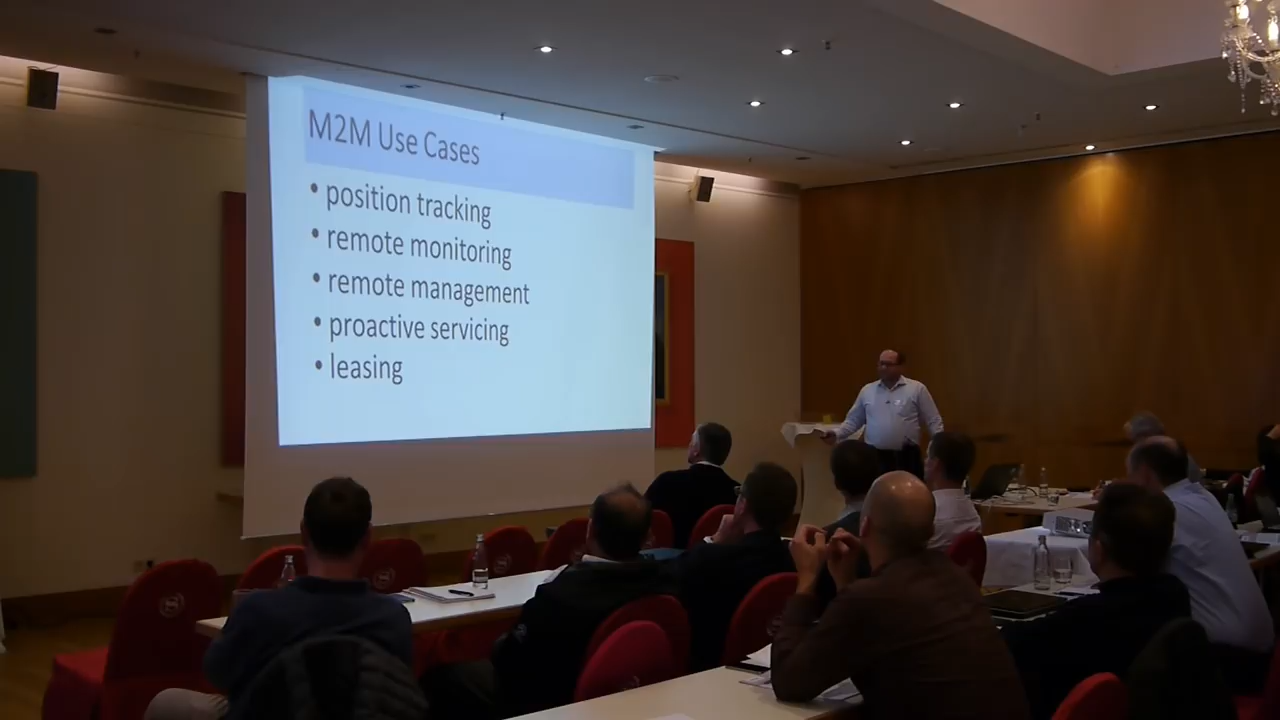 M2M Use Cases
• position tracking
• remote monitoring
• remote management
• proactive servicing
• leasing